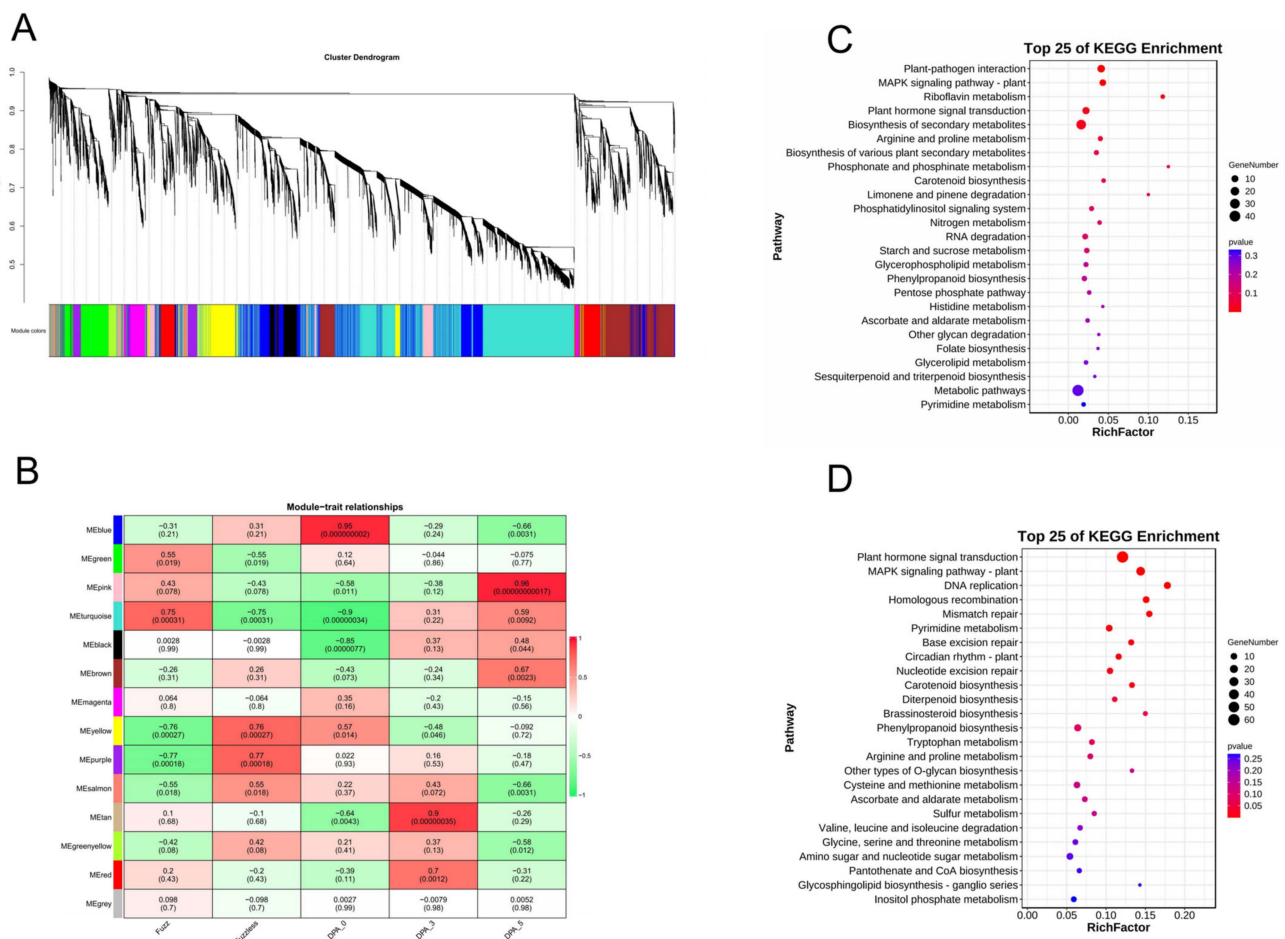 A
Cluster Dendrogram
1.0
0.9
0.8
0.7
0.6
0.5
Module colors
B
Module−trait relationships
MEblue
−0.31 0.31 0.95 −0.29 −0.66
(0.21) (0.21) (0.000000002) (0.24) (0.0031)
MEgreen
0.55 −0.55 0.12 −0.044 −0.075
(0.019) (0.019) (0.64) (0.86) (0.77)
MEpink
0.43 −0.43 −0.58 −0.38 0.96
(0.078) (0.078) (0.011) (0.12) (0.0000000017)
MEturquoise
0.75 −0.75 −0.9 0.31 0.59
(0.00031) (0.00031) (0.00000034) (0.22) (0.0092)
MEblack
0.0028 −0.0028 −0.85 0.37 0.48
(0.99) (0.99) (0.0000077) (0.13) (0.044)
MEbrown
−0.26 0.26 −0.43 −0.24 0.67
(0.31) (0.31) (0.073) (0.34) (0.0023)
MEmagenta
0.064 −0.064 0.35 −0.2 −0.15
(0.8) (0.8) (0.16) (0.43) (0.56)
MEyellow
−0.76 0.76 0.57 −0.48 −0.092
(0.00027) (0.00027) (0.014) (0.046) (0.72)
MEpurple
−0.77 0.77 0.022 0.16 −0.18
(0.00018) (0.00018) (0.93) (0.53) (0.47)
MEsalmon
−0.55 0.55 0.22 0.43 −0.66
(0.018) (0.018) (0.37) (0.072) (0.0031)
MEtan
0.1 −0.1 −0.64 0.9 −0.26
(0.68) (0.68) (0.0043) (0.00000035) (0.29)
MEgreenyellow
−0.42 0.42 0.21 0.37 −0.58
(0.08) (0.08) (0.41) (0.13) (0.012)
MEred
0.2 −0.2 −0.39 0.7 −0.31
(0.43) (0.43) (0.11) (0.0012) (0.22)
MEgrey
0.098 −0.098 0.0027 −0.0079 0.0052
(0.7) (0.7) (0.99) (0.98) (0.98)
Fuzz Fuzzless DPA_0 DPA_3 DPA_5
1
0.5
0
−0.5
−1
C
Top 25 of KEGG Enrichment
Pathway
Plant−pathogen interaction
MAPK signaling pathway - plant
Riboflavin metabolism
Plant hormone signal transduction
Biosynthesis of secondary metabolites
Arginine and proline metabolism
Biosynthesis of various plant secondary metabolites
Phosphonate and phosphinate metabolism
Carotenoid biosynthesis
Limonene and pinene degradation
Phosphatidylinositol signaling system
Nitrogen metabolism
RNA degradation
Starch and sucrose metabolism
Glycerophospholipid metabolism
Phenylpropanoid biosynthesis
Pentose phosphate pathway
Histidine metabolism
Ascorbate and aldarate metabolism
Other glycan degradation
Folate biosynthesis
Glycerolipid metabolism
Sesquiterpenoid and triterpenoid biosynthesis
Metabolic pathways
Pyrimidine metabolism
0.00 0.05 0.10 0.15
RichFactor
GeneNumber
10
20
30
40
pvalue
0.3
0.2
0.1
D
Top 25 of KEGG Enrichment
Pathway
Plant hormone signal transduction
MAPK signaling pathway - plant
DNA replication
Homologous recombination
Mismatch repair
Pyrimidine metabolism
Base excision repair
Circadian rhythm - plant
Nucleotide excision repair
Carotenoid biosynthesis
Diterpenoid biosynthesis
Brassinosteroid biosynthesis
Phenylpropanoid biosynthesis
Tryptophan metabolism
Arginine and proline metabolism
Other types of O-glycan biosynthesis
Cysteine and methionine metabolism
Ascorbate and aldarate metabolism
Sulfur metabolism
Valine, leucine and isoleucine degradation
Glycine, serine and threonine metabolism
Amino sugar and nucleotide sugar metabolism
Pantothenate and CoA biosynthesis
Glycosphingolipid biosynthesis - ganglio series
Inositol phosphate metabolism
0.00 0.05 0.10 0.15 0.20
RichFactor
GeneNumber
10
20
30
40
50
60
pvalue
0.25
0.20
0.15
0.10
0.05